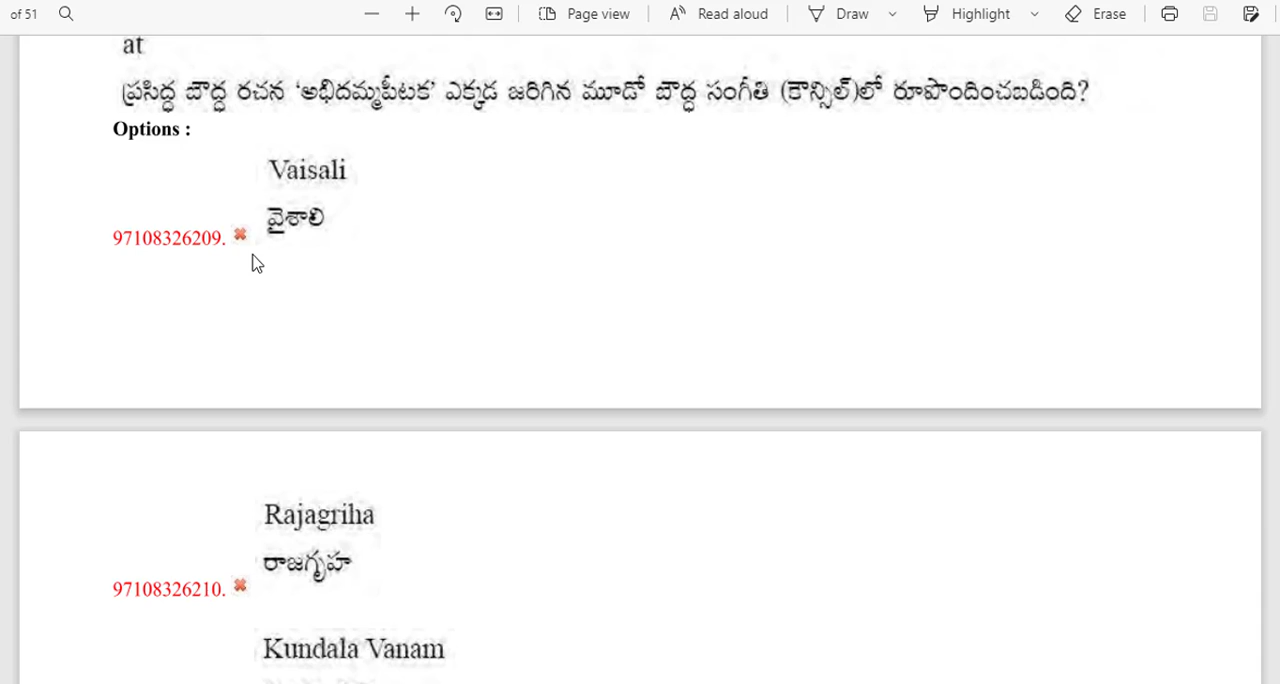 of 51
Page view
Read aloud
Draw
Highlight
Erase
at
ప్రసిద్ధ బౌద్ధ రచన 'అభిదమ్మపీటక' ఎక్కడ జరిగిన మూడో బౌద్ధ సంగీతి (కౌన్సిల్)లో రూపొందించబడింది?
Options :
Vaisali
వైశాలి
97108326209.
Rajagriha
రాజగృహ
97108326210.
Kundala Vanam